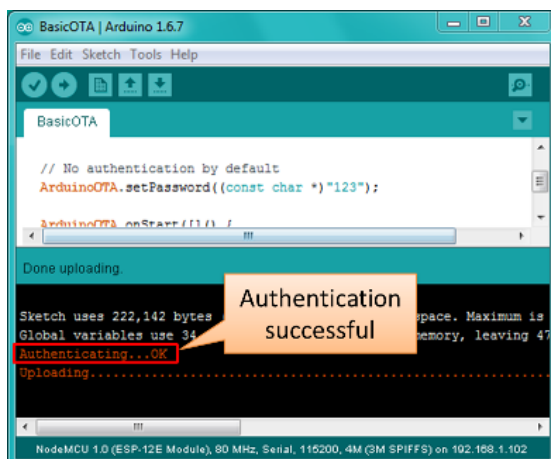 BasicOTA | Arduino 1.6.7
File Edit Sketch Tools Help
BasicOTA
// No authentication by default
ArduinoOTA.setPassword((const char *)"123");
ArduinoOTA.onStart([]() {
Done uploading.
Authentication
successful
Sketch uses 222,142 bytes space. Maximum is
Global variables use 34 emory, leaving 47
Authenticating...OK
Uploading......................................................................
NodeMCU 1.0 (ESP-12E Module), 80 MHz, Serial, 115200, 4M (3M SPIFFS) on 192.168.1.102